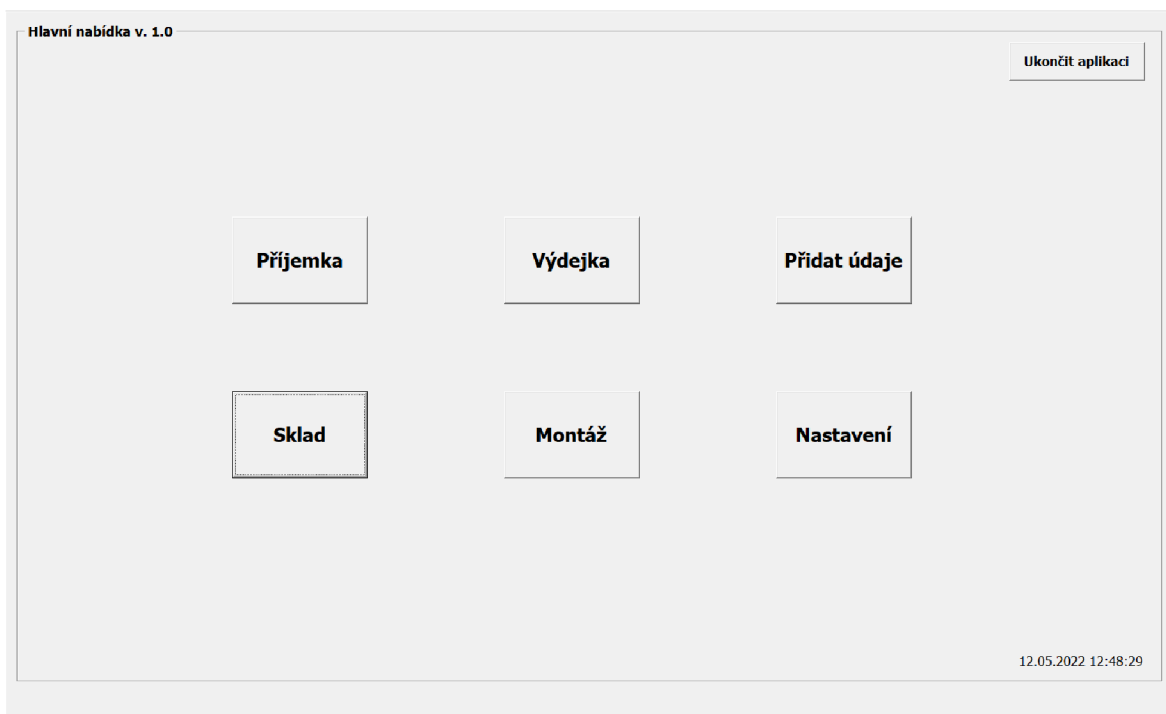 Hlavní nabídka v. 1.0
Ukončit aplikaci
Příjemka
Výdejka
Přidat údaje
Sklad
Montáž
Nastavení
12.05.2022 12:48:29